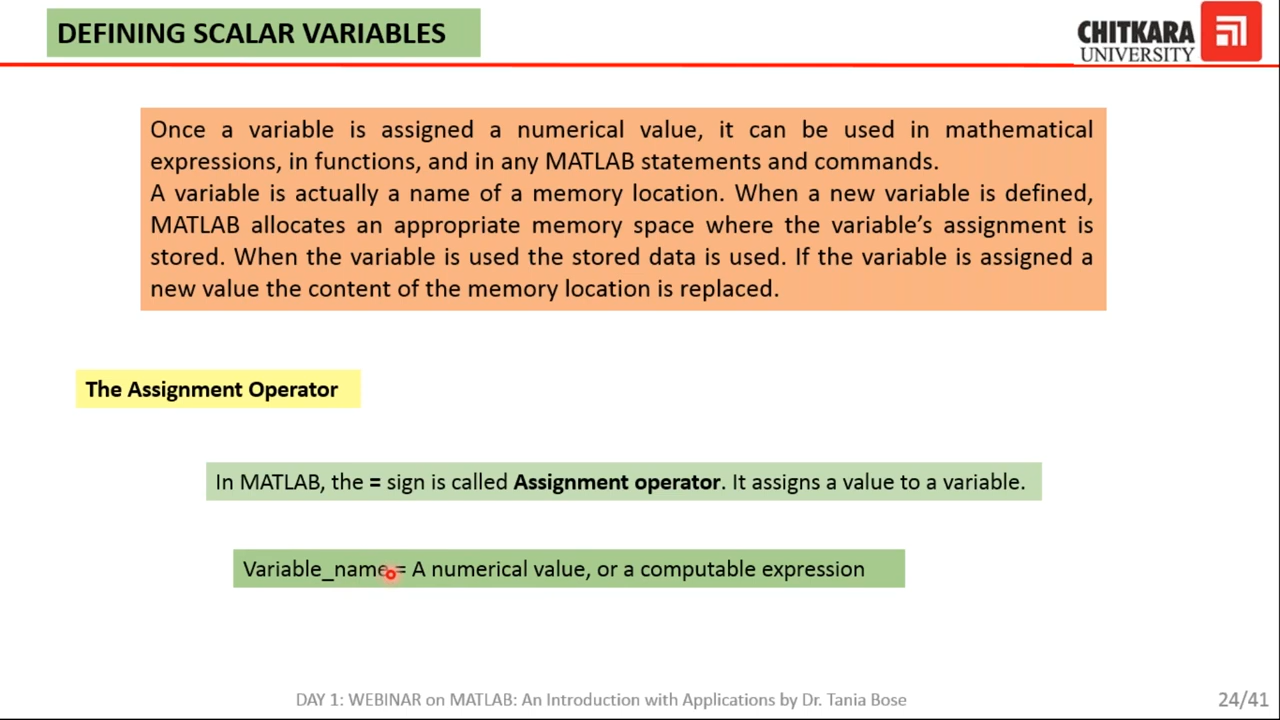 DEFINING SCALAR VARIABLES
CHITKARA
UNIVERSITY
Once a variable is assigned a numerical value, it can be used in mathematical
expressions, in functions, and in any MATLAB statements and commands.
A variable is actually a name of a memory location. When a new variable is defined,
MATLAB allocates an appropriate memory space where the variable’s assignment is
stored. When the variable is used the stored data is used. If the variable is assigned a
new value the content of the memory location is replaced.
The Assignment Operator
In MATLAB, the = sign is called Assignment operator. It assigns a value to a variable.
Variable_name= A numerical value, or a computable expression
DAY 1: WEBINAR on MATLAB: An Introduction with Applications by Dr. Tania Bose
24/41